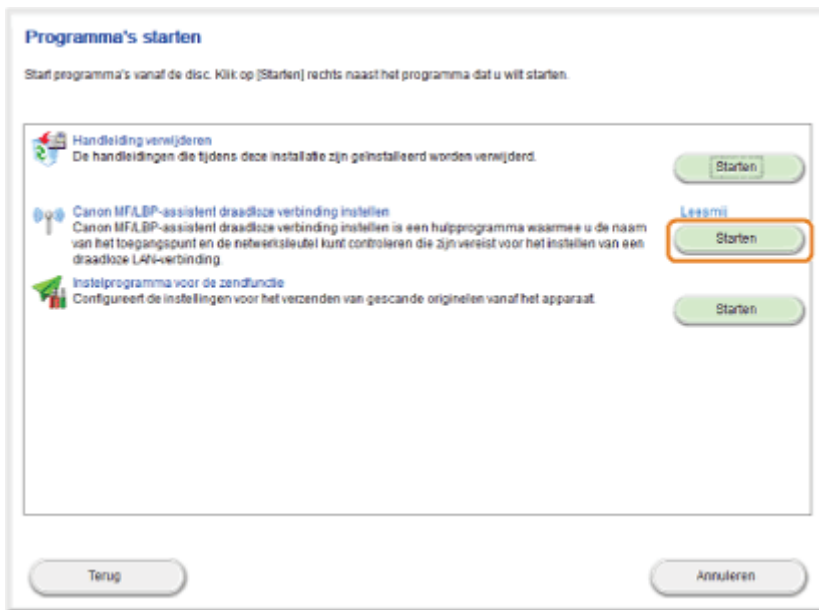 Programma's starten
Start programma's vanaf de disc. Klik op [Starten] rechts naast het programma dat u wilt starten.
Handleiding verwijderen
De handleidingen die tijdens deze installatie zijn geïnstalleerd worden verwijderd.
Starten
Canon MF/LBP-assistent draadloze verbinding instellen
Leesmij
Canon MF/LBP-assistent draadloze verbinding instellen is een hulpprogramma waarmee u de naam
van het toegangspunt en de netwerksleutel kunt controleren die zijn vereist voor het instellen van een
draadloze LAN-verbinding.
Starten
Instelprogramma voor de zendfunctie
Configureert de instellingen voor het verzenden van gescande originelen vanaf het apparaat.
Starten
Terug
Annuleren